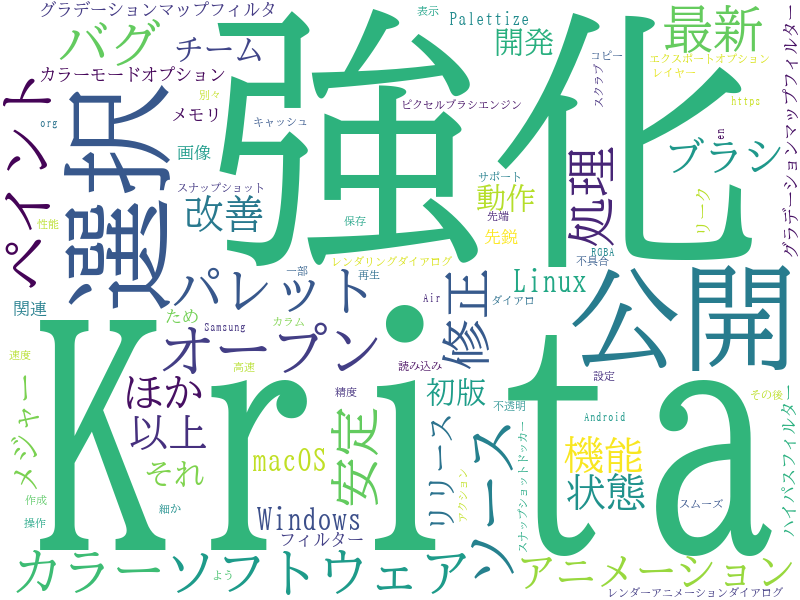 グラデーションマップフィルタ
表示
Palettize
最新
グラデーションマップフィルター
バグ
チーム
強化
開発
コピー
エクスポートオプション
レイヤー
スクラブ
カラーモードオプション
別々
ペイント
選択
メモリ
ピクセルブラシエンジン
https
org
キャッシュ
en
画像
処理
ブラシ
スナップショット
サポート
動作
リーク
改善
先端
性能
保存
先鋭
RGBA
レンダリングダイアログ
不具合
パレット
一部
再生
修正
Linux
公開
関連
ため
Air
ダイアロ
Samsung
カラム
Krita
オープン
速度
高速
読み込み
設定
メジャー
ほか
精度
初版
その後
ハイパスフィルター
不透明
以上
安定
リリース
ソース
Android
機能
それ
macOS
アクション
スナップショットドッカー
状態
作成
細か
Windows
スムーズ
操作
フィルター
カラー
ソフトウェア
よう
アニメーション
レンダーアニメーションダイアログ